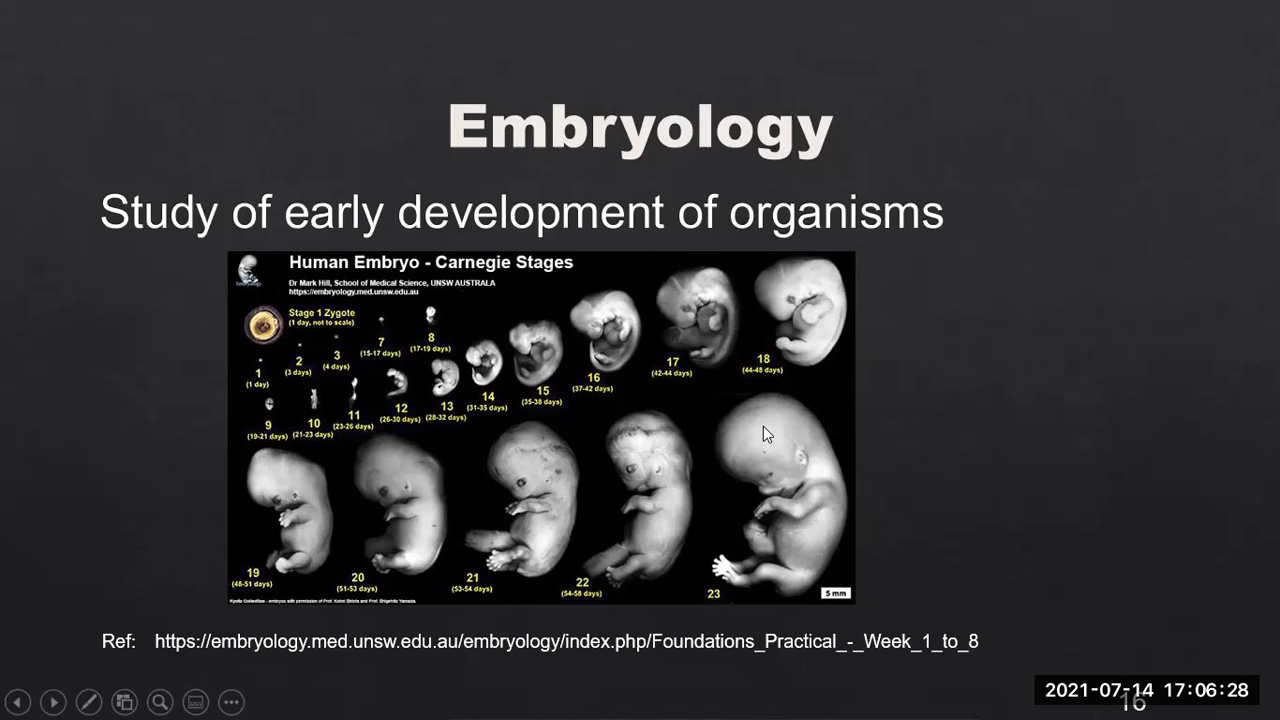 Embryology
Study of early development of organisms
Human Embryo - Carnegie Stages
Dr Mark Hill, School of Medical Science, UNSW AUSTRALA
https://embryology.med.unsw.edu.au
Stage 1 Zygote
(1 day, not to scale)
1
(1 day)
2
(3 days)
3
(4 days)
7
(15-17 days)
8
(17-19 days)
9
(19-21 days)
10
(21-23 days)
11
(23-26 days)
12
(26-30 days)
13
(28-32 days)
14
(31-35 days)
15
(35-38 days)
16
(37-42 days)
17
(42-44 days)
18
(44-48 days)
19
(48-51 days)
20
(51-53 days)
21
(53-54 days)
22
(54-58 days)
23
5 mm
Ref: https://embryology.med.unsw.edu.au/embryology/index.php/Foundations_Practical_-_Week_1_to_8
2021-07-14 17:06:28
16